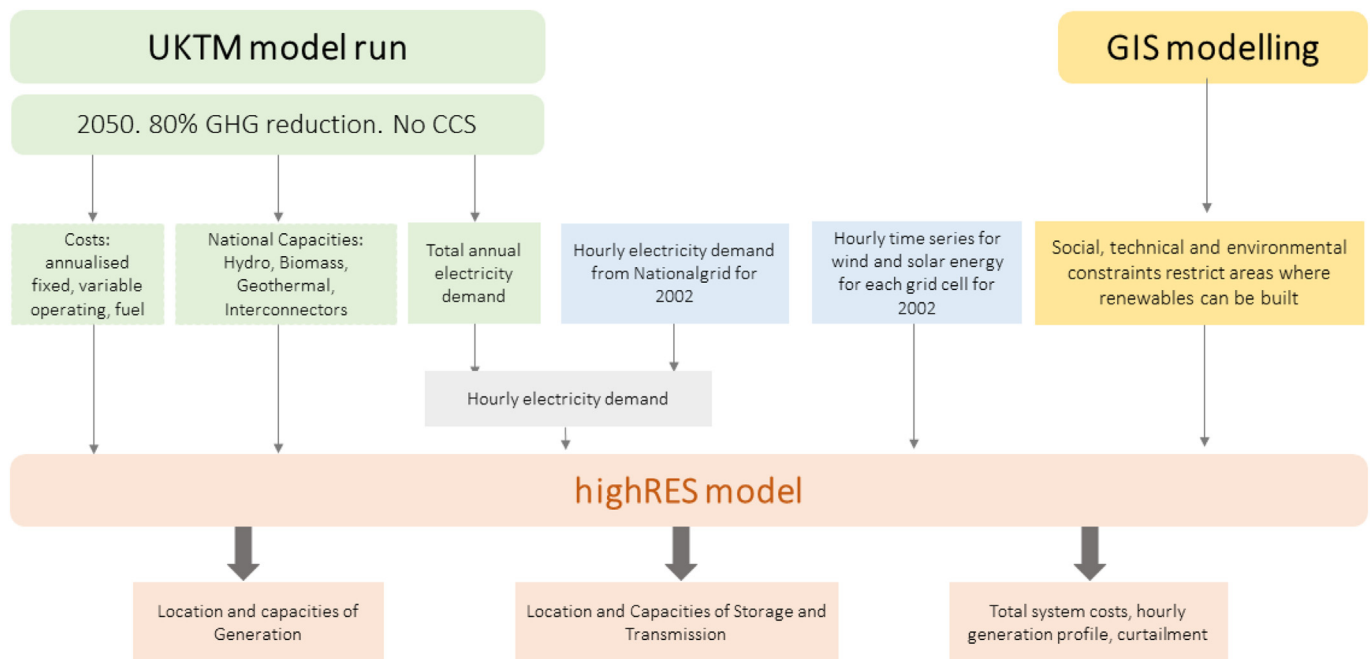 UKTM model run
GIS modelling
2050. 80% GHG reduction. No CCS
Costs:
annualised
fixed, variable
operating, fuel
National Capacities:
Hydro, Biomass,
Geothermal,
Interconnectors
Total annual
electricity
demand
Hourly electricity demand
from Nationalgrid for
2002
Hourly time series for
wind and solar energy
for each grid cell for
2002
Social, technical and environmental
constraints restrict areas where
renewables can be built
Hourly electricity demand
highRES model
Location and capacities of
Generation
Location and Capacities of Storage and
Transmission
Total system costs, hourly
generation profile, curtailment